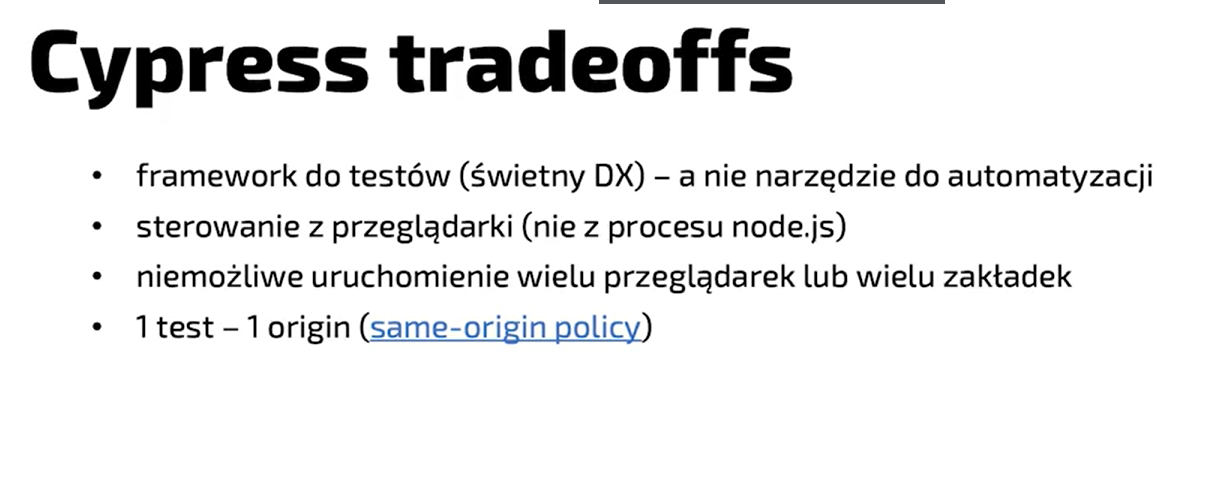 Cypress tradeoffs
• framework do testów (świetny DX) – a nie narzędzie do automatyzacji
• sterowanie z przeglądarki (nie z procesu node.js)
• niemożliwe uruchomienie wielu przeglądarek lub wielu zakładek
• 1 test – 1 origin (same-origin policy)